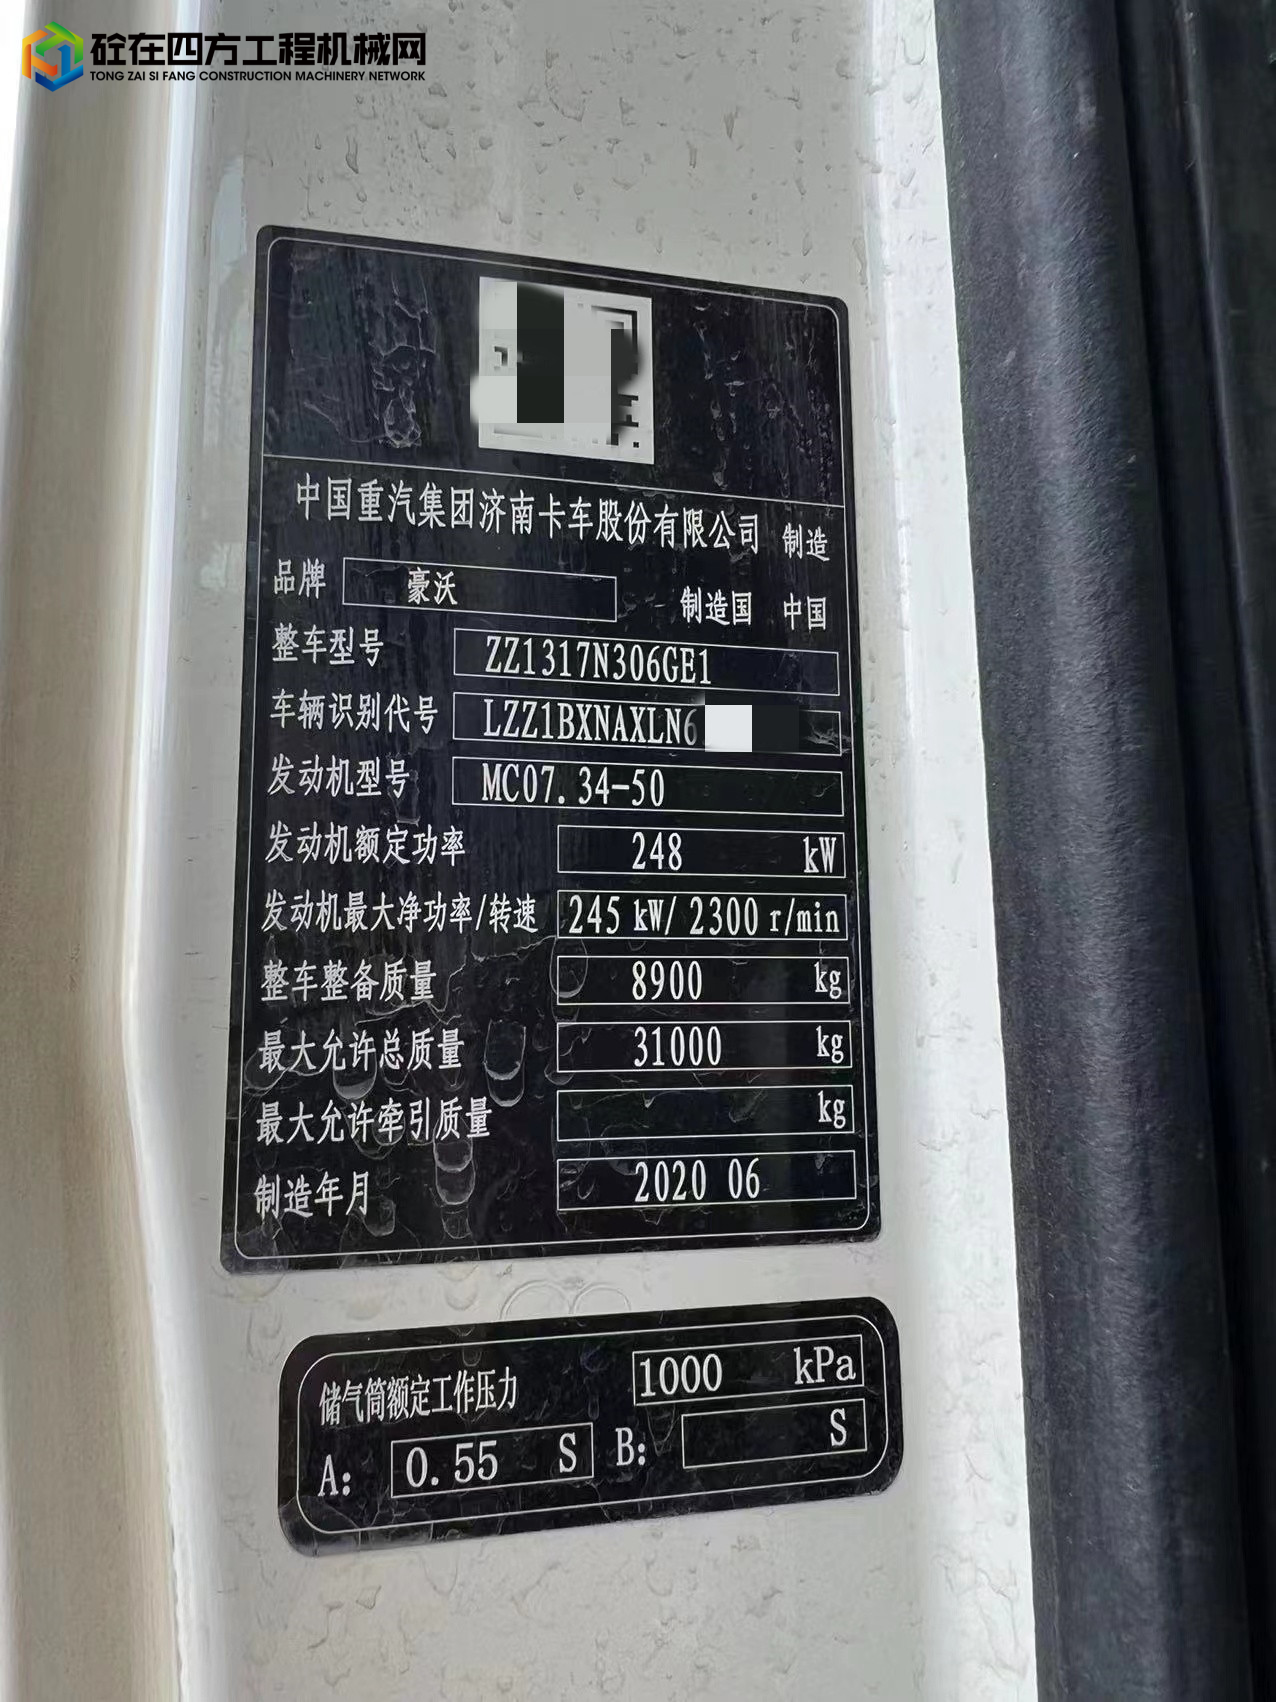 砼在四方工程机械网
TONG ZAI SI FANG CONSTRUCTION MACHINERY NETWORK
中国重汽集团济南卡车股份有限公司 制造
品牌 豪沃 制造国 中国
整车型号 ZZ1317N306GE1
车辆识别代号 LZZ1BXNAXLN6
发动机型号 MC07.34-50
发动机额定功率 248 kW
发动机最大净功率/转速 245 kW/ 2300 r/min
整车整备质量 8900 kg
最大允许总质量 31000 kg
最大允许牵引质量 kg
制造年月 2020 06
储气筒额定工作压力 1000 kPa
A: 0.55 S B: S